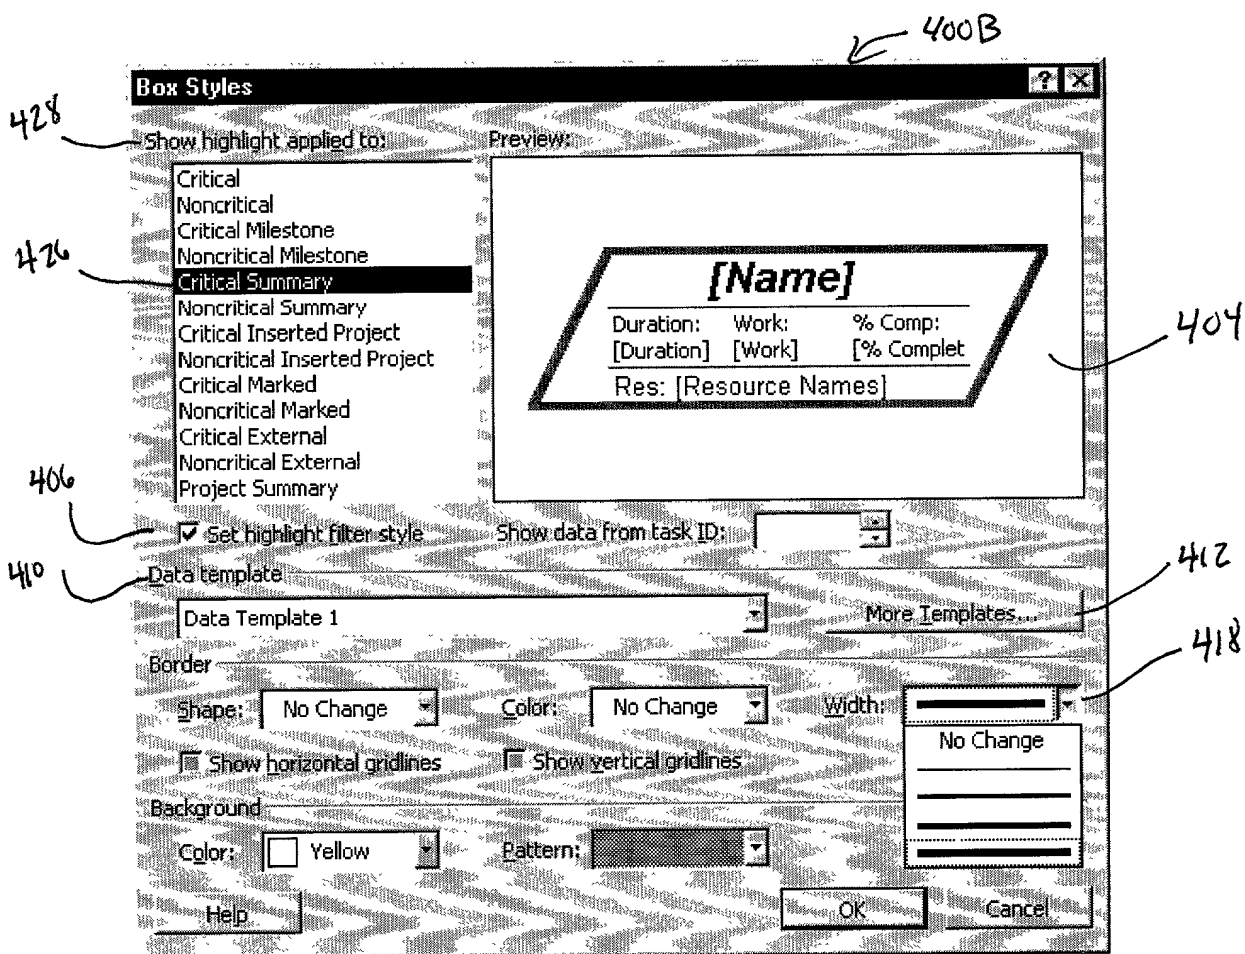 400B
Box Styles
? X
428
Show highlight applied to:
Preview:
Critical
Noncritical
Critical Milestone
Noncritical Milestone
426
Critical Summary
Noncritical Summary
Critical Inserted Project
Noncritical Inserted Project
Critical Marked
Noncritical Marked
Critical External
Noncritical External
Project Summary
[Name]
Duration: Work: % Comp:
[Duration] [Work] [% Complet
Res: [Resource Names]
404
406
Set highlight filter style
Show data from task ID:
410
Data template
412
Data Template 1
More Templates...
Border
418
Shape: No Change
Color: No Change
Width:
No Change
Show horizontal gridlines
Show vertical gridlines
Background
Color: Yellow
Pattern:
Help
OK
Cancel